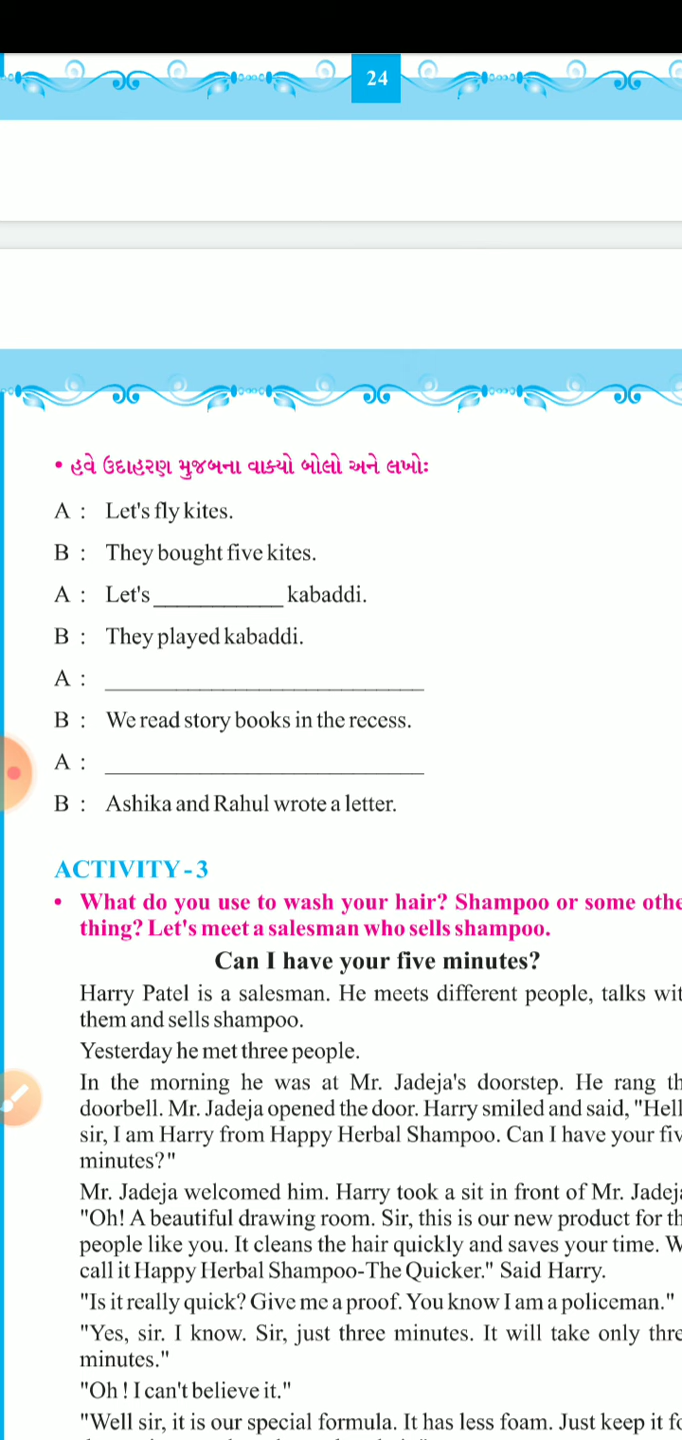 24
• હવે ઉદાહરણ મુજબના વાક્યો બોલો અને લખોઃ
A : Let's fly kites.
B : They bought five kites.
A : Let's ____________ kabaddi.
B : They played kabaddi.
A : ______________________________
B : We read story books in the recess.
A : ______________________________
B : Ashika and Rahul wrote a letter.
ACTIVITY-3
• What do you use to wash your hair? Shampoo or some othe
thing? Let's meet a salesman who sells shampoo.
Can I have your five minutes?
Harry Patel is a salesman. He meets different people, talks wit
them and sells shampoo.
Yesterday he met three people.
In the morning he was at Mr. Jadeja's doorstep. He rang th
doorbell. Mr. Jadeja opened the door. Harry smiled and said, "Hell
sir, I am Harry from Happy Herbal Shampoo. Can I have your fiv
minutes?"
Mr. Jadeja welcomed him. Harry took a sit in front of Mr. Jadeja
"Oh! A beautiful drawing room. Sir, this is our new product for th
people like you. It cleans the hair quickly and saves your time. W
call it Happy Herbal Shampoo-The Quicker." Said Harry.
"Is it really quick? Give me a proof. You know I am a policeman."
"Yes, sir. I know. Sir, just three minutes. It will take only thre
minutes."
"Oh ! I can't believe it."
"Well sir, it is our special formula. It has less foam. Just keep it fo